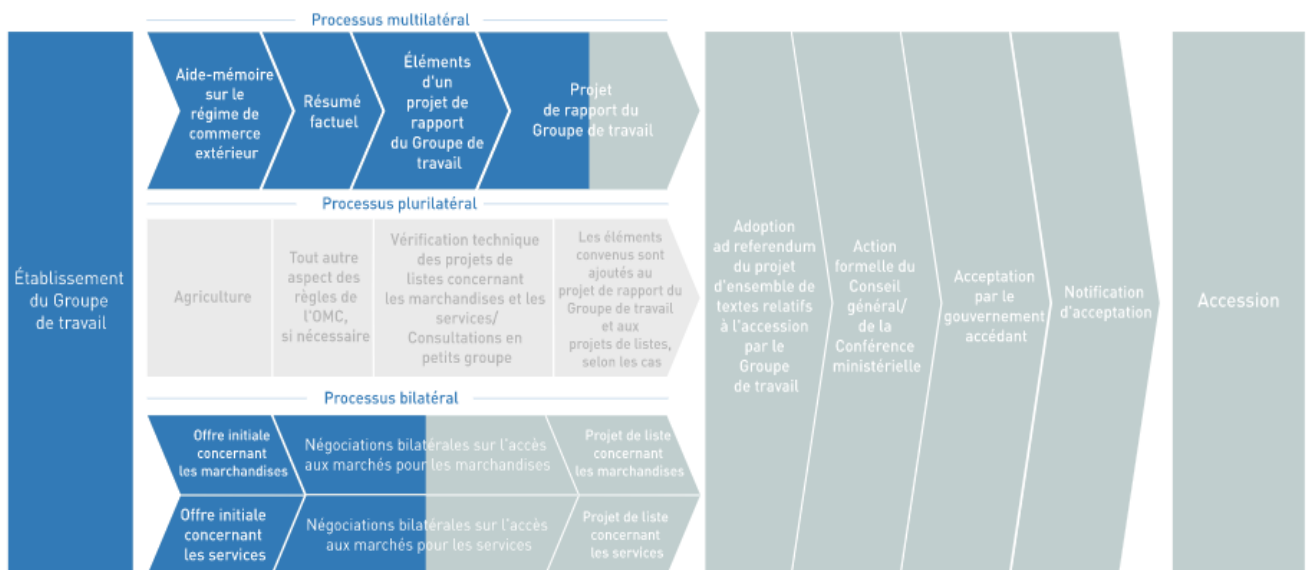 Processus multilatéral
Établissement
du Groupe
de travail
Aide-mémoire
sur le
régime de
commerce
extérieur
Résumé
factuel
Éléments
d'un
projet de
rapport
du Groupe de
travail
Projet
de rapport du
Groupe de travail
Processus plurilatéral
Agriculture
Tout autre
aspect des
règles de
l'OMC,
si nécessaire
Vérification technique
des projets de
listes concernant
les marchandises et les
services/
Consultations en
petits groupe
Les éléments
convenus sont
ajoutés au
projet de rapport du
Groupe de travail
et aux
projets de listes,
selon les cas
Processus bilatéral
Offre initiale
concernant
les marchandises
Négociations bilatérales sur l'accès
aux marchés pour les marchandises
Projet de liste
concernant
les marchandises
Offre initiale
concernant
les services
Négociations bilatérales sur l'accès
aux marchés pour les services
Projet de liste
concernant
les services
Adoption
ad referendum
du projet
d'ensemble de
textes relatifs
à l'accession
par le
Groupe
de travail
Action
formelle du
Conseil
général/
de la
Conférence
ministérielle
Acceptation
par le
gouvernement
accédant
Notification
d'acceptation
Accession